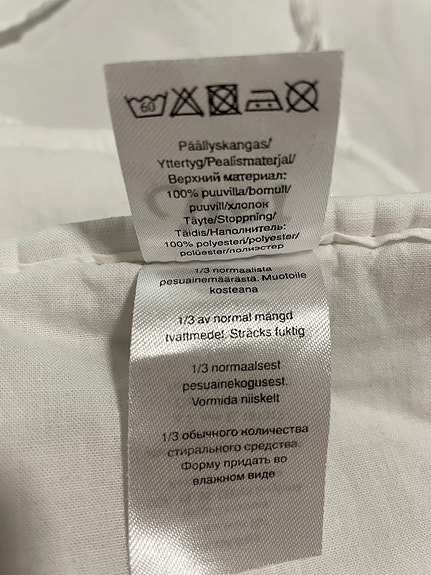 60
Päällyskangas/
Yttertyg/Pealismaterjal/
Верхний материал:
100% puuvilla/bomull/
puuvill/хлопок
Täyte/Stoppning/
Täidis/Наполнитель:
100% polyesteri/polyester/
polüester/полиэстер
1/3 normaalista
pesuainemäärästä. Muotoile
kosteana
1/3 av normal mängd
tvättmedel. Sträcks fuktig
1/3 normaalsest
pesuainekogusest.
Vormida niiskelt
1/3 обычного количества
стирального средства.
Форму придать во
влажном виде